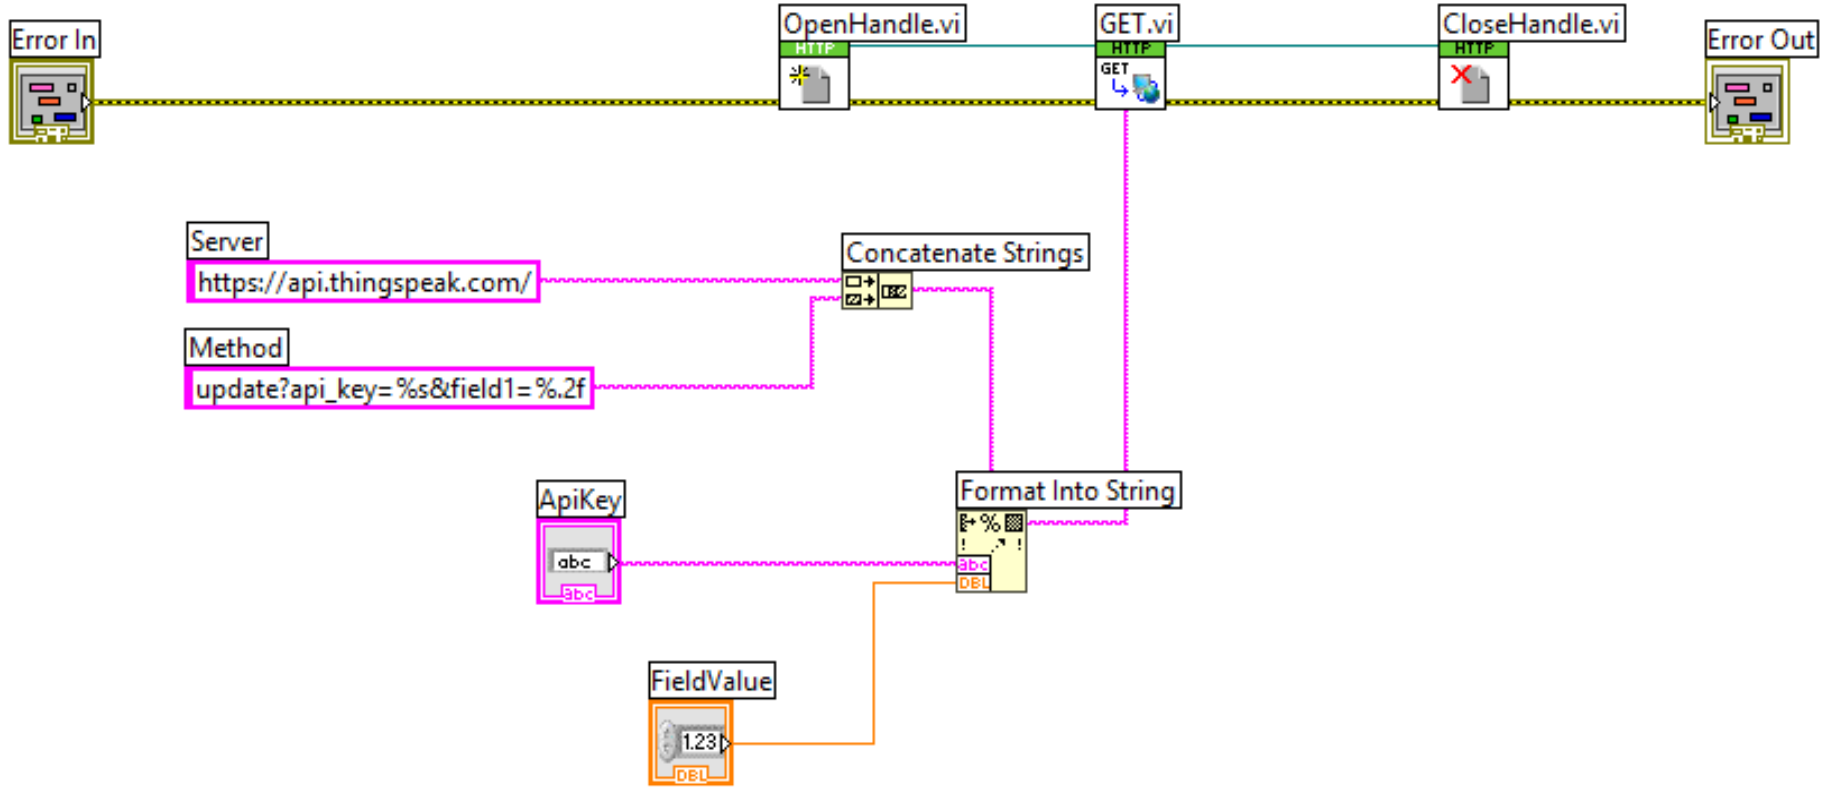 Error In
OpenHandle.vi
GET.vi
CloseHandle.vi
Error Out
HTTP
HTTP
GET
HTTP
Server
https://api.thingspeak.com/
Concatenate Strings
Method
update?api_key=%s&field1=%.2f
ApiKey
abc
abc
Format Into String
%
abc
DBL
FieldValue
1.23
DBL